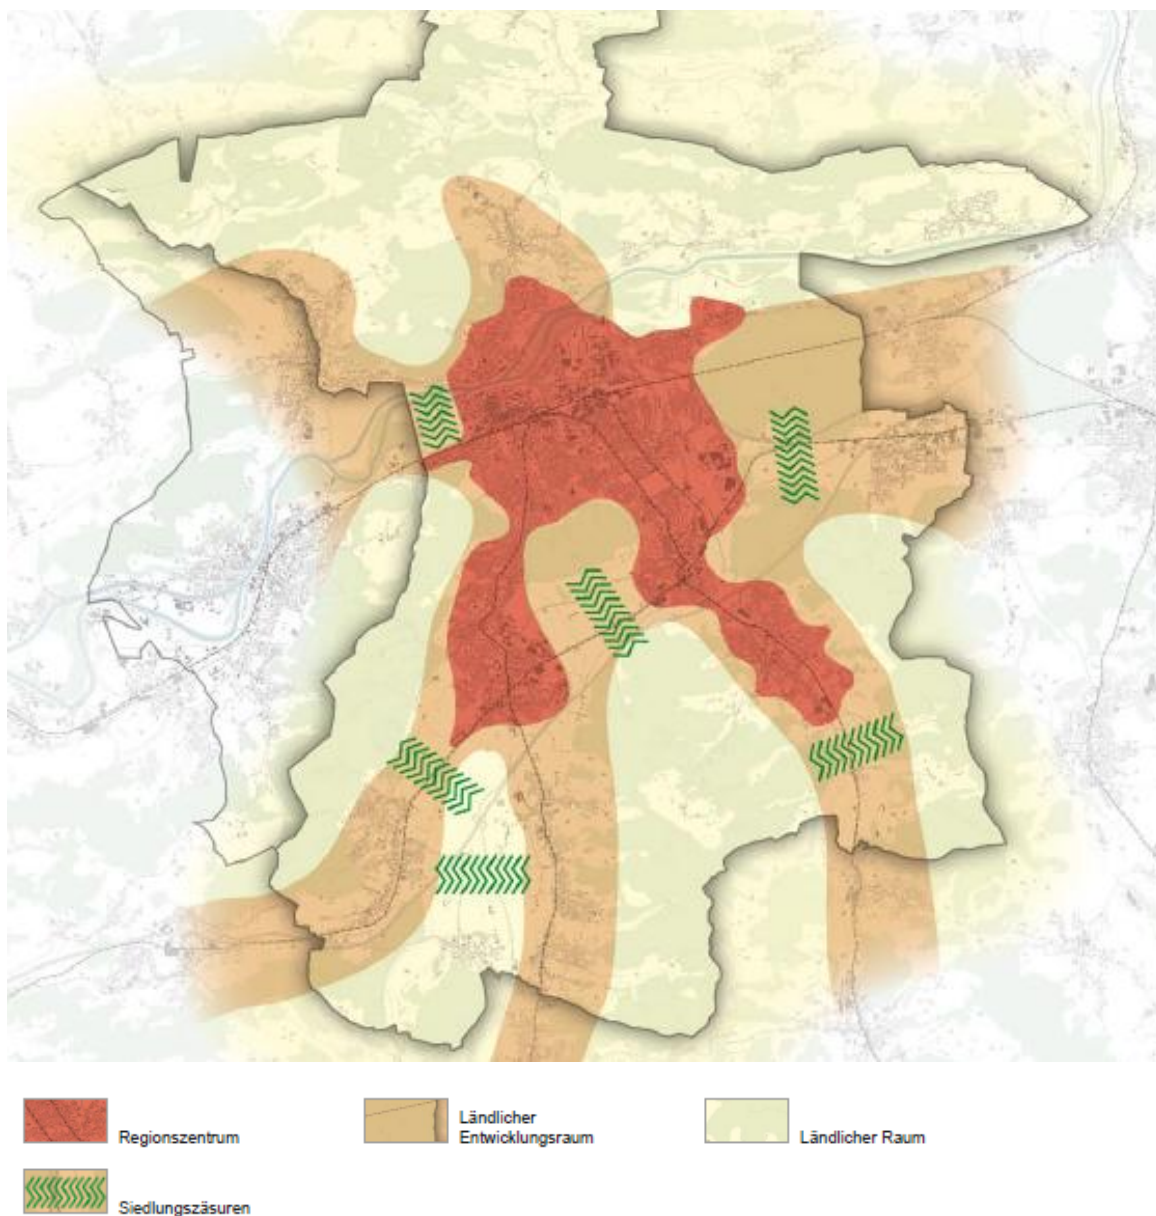 Regionszentrum
Ländlicher
Entwicklungsraum
Ländlicher Raum
Siedlungszäsuren